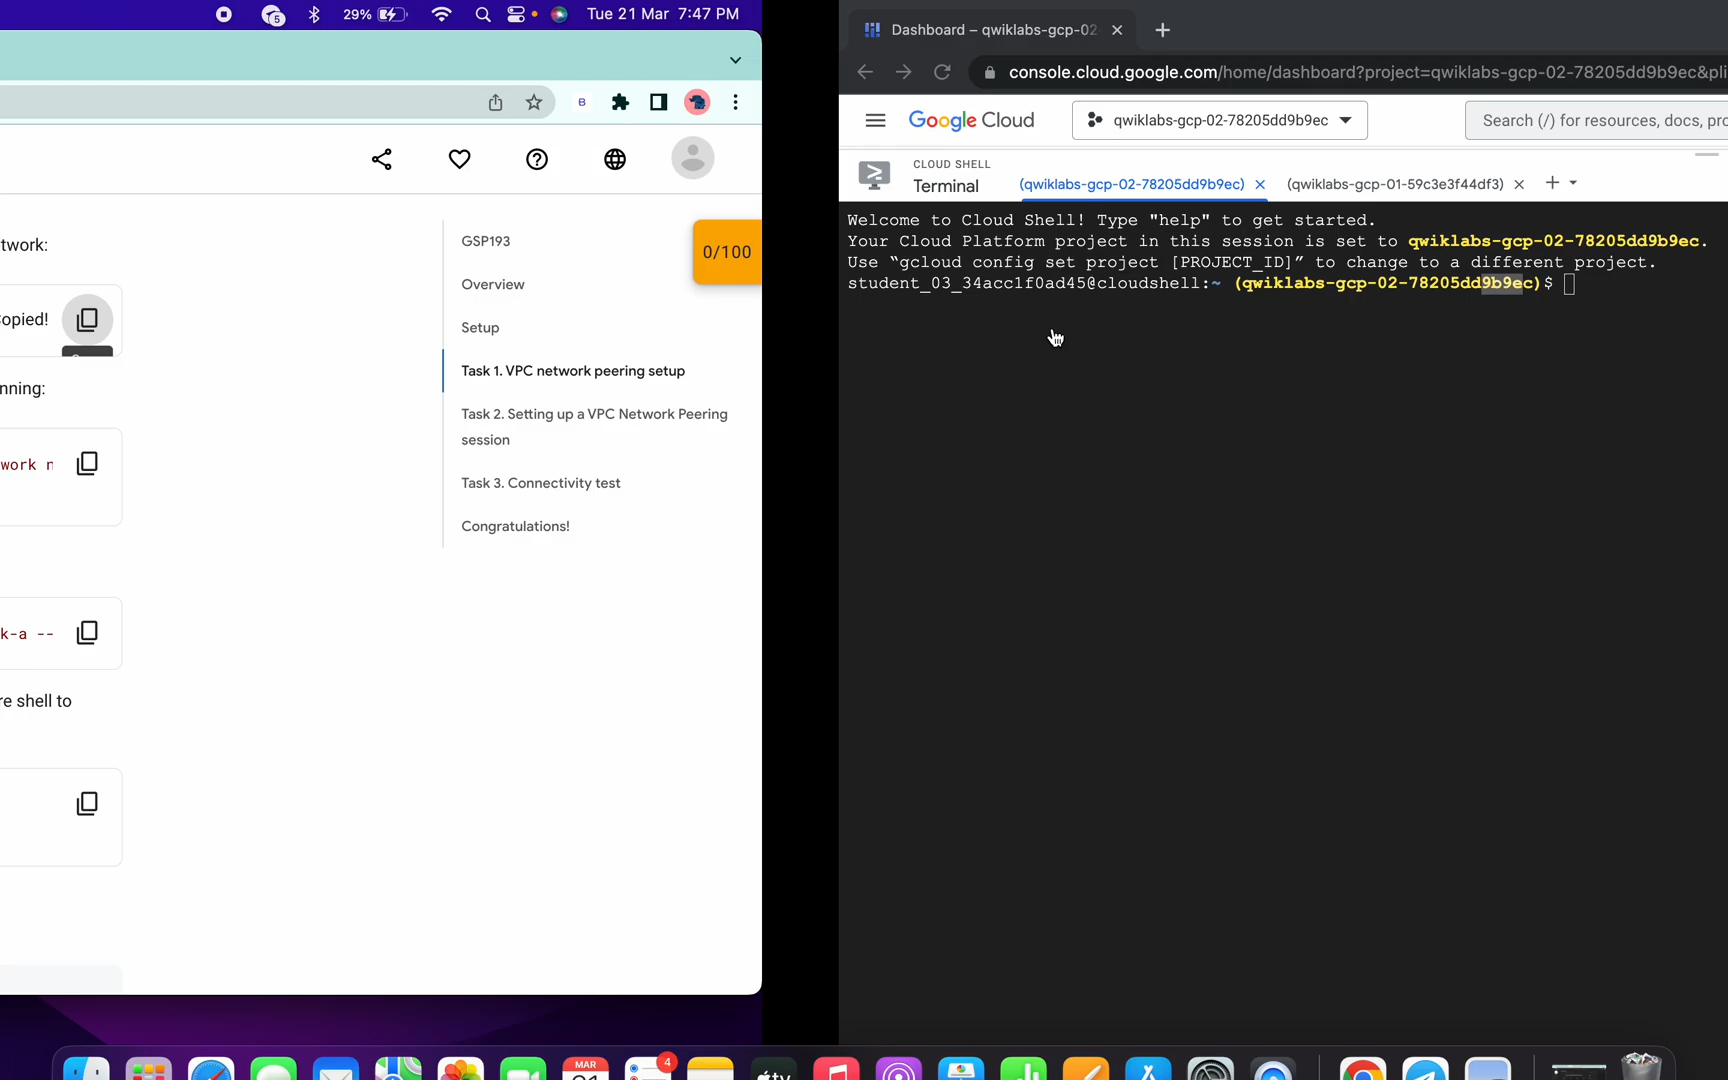 5
29%
Tue 21 Mar 7:47 PM
B
twork:
opied!
nning:
work n
k-a --
re shell to
0/100
GSP193
Overview
Setup
Task 1. VPC network peering setup
Task 2. Setting up a VPC Network Peering
session
Task 3. Connectivity test
Congratulations!
Dashboard – qwiklabs-gcp-02
console.cloud.google.com/home/dashboard?project=qwiklabs-gcp-02-78205dd9b9ec&pli
Google Cloud
qwiklabs-gcp-02-78205dd9b9ec
Search (/) for resources, docs, pro
CLOUD SHELL
Terminal
(qwiklabs-gcp-02-78205dd9b9ec)
(qwiklabs-gcp-01-59c3e3f44df3)
Welcome to Cloud Shell! Type "help" to get started.
Your Cloud Platform project in this session is set to qwiklabs-gcp-02-78205dd9b9ec.
Use “gcloud config set project [PROJECT_ID]” to change to a different project.
student_03_34acc1f0ad45@cloudshell:~ (qwiklabs-gcp-02-78205dd9b9ec)$
MAR
4
tv